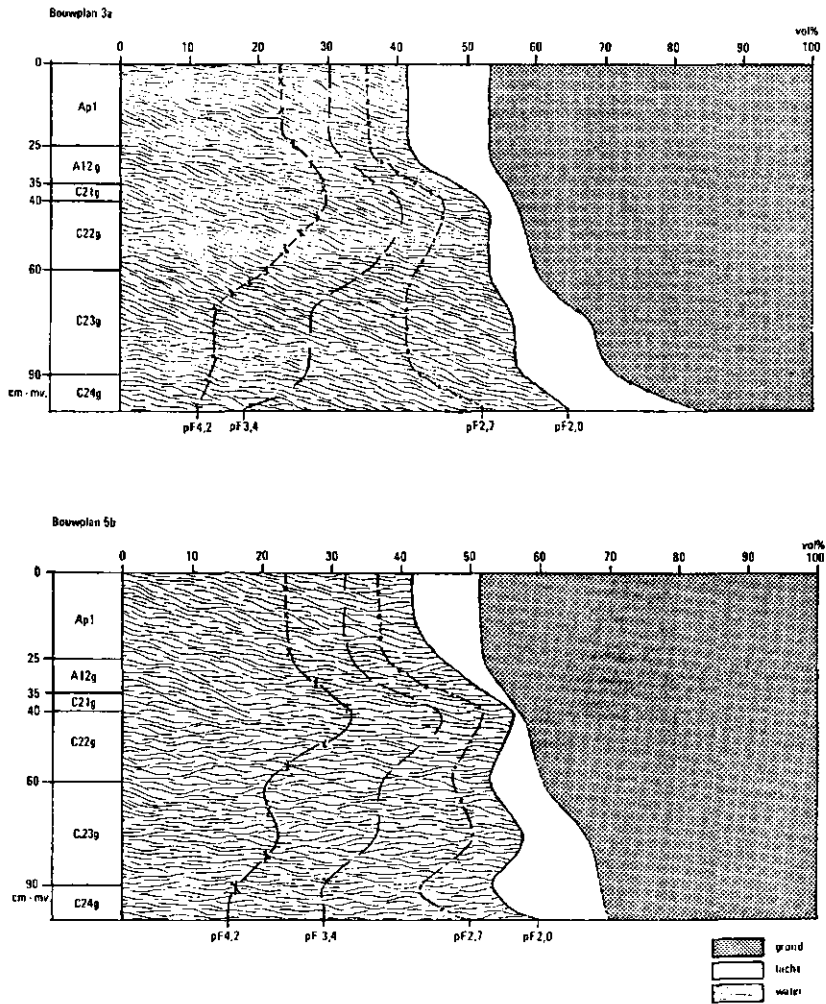 Bouwplan 3a
vol%
0 10 20 30 40 50 60 70 80 90 100
0
Ap1
25
A12g
35
C21g
40
C22g
60
C23g
90
cm - mv.
C24g
pF4,2 pF3,4 pF2,7 pF2,0
Bouwplan 5b
vol%
0 10 20 30 40 50 60 70 80 90 100
0
Ap1
25
A12g
35
C21g
40
C22g
60
C23g
90
cm - mv
C24g
pF4,2 pF 3,4 pF2,7 pF2,0
grond
lucht
water